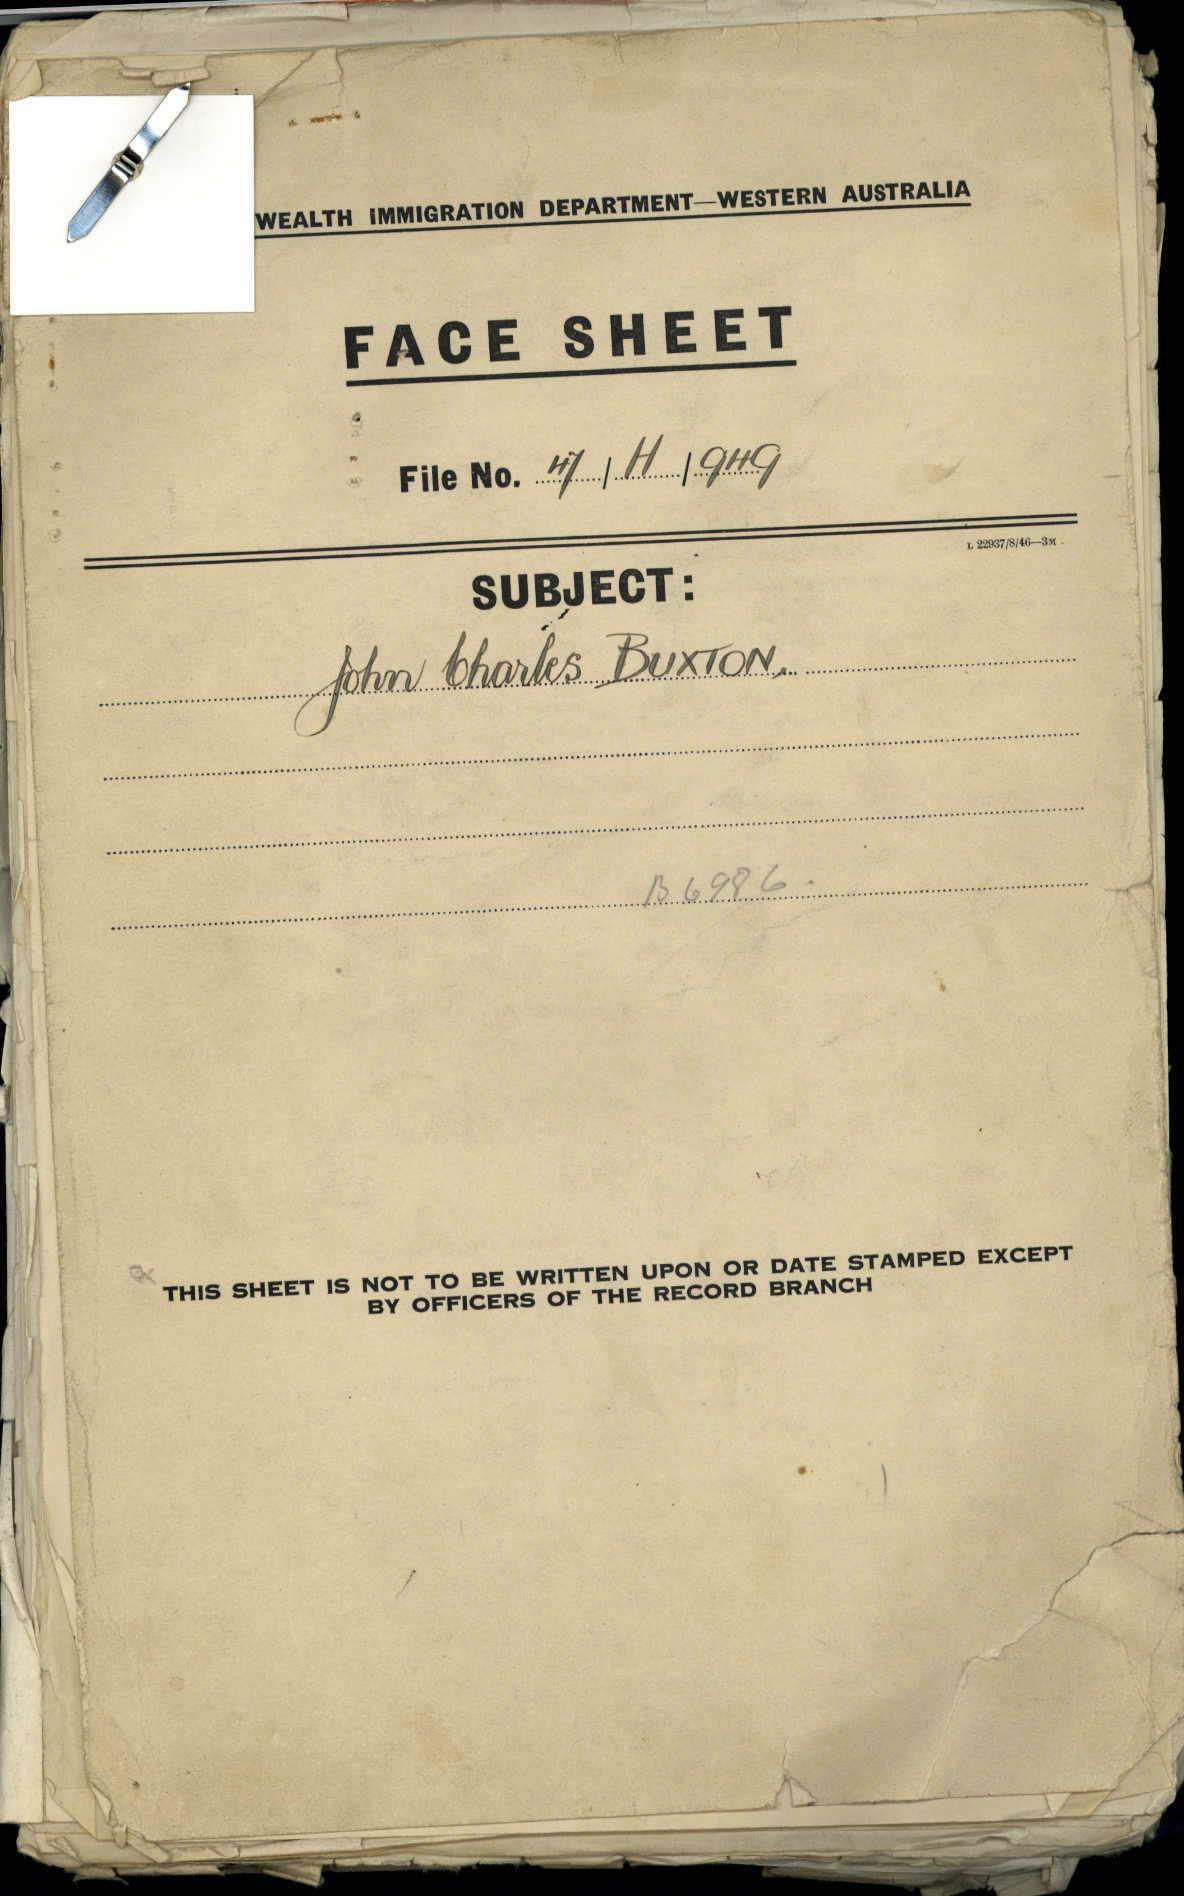 WEALTH IMMIGRATION DEPARTMENT—WESTERN AUSTRALIA
FACE SHEET
File No. 47/H/949
L 22937/8/46—3M
SUBJECT:
John Charles BUXTON.
B6986.
THIS SHEET IS NOT TO BE WRITTEN UPON OR DATE STAMPED EXCEPT
BY OFFICERS OF THE RECORD BRANCH